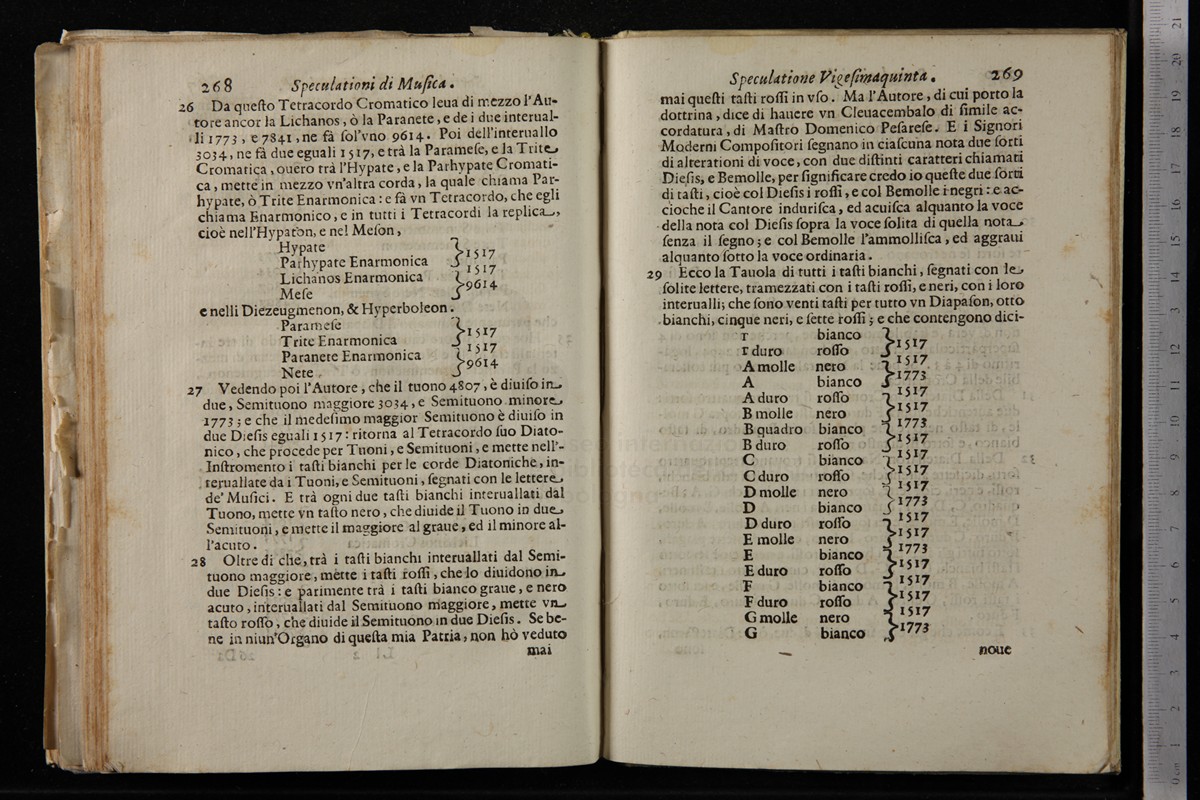 268 Speculationi di Muſica.
26 Da queſto Tetracordo Cromatico leua di mezzo l'Au-
tore ancor la Lichanos, ò la Paranete, e de i due interual-
li 1773, e 7841, ne fà ſol'vno 9614. Poi dell'interuallo
3034, ne fà due eguali 1517, e trà la Parameſe, e la Trite
Cromatica, ouero trà l'Hypate, e la Parhypate Cromati-
ca, mette in mezzo vn'altra corda, la quale chiama Par-
hypate, ò Trite Enarmonica: e fà vn Tetracordo, che egli
chiama Enarmonico, e in tutti i Tetracordi la replica,
cioè nell'Hypaton, e nel Meſon,
Hypate
1517
Parhypate Enarmonica
1517
Lichanos Enarmonica
9614
Meſe
e nelli Diezeugmenon, & Hyperboleon.
Parameſe
1517
Trite Enarmonica
1517
Paranete Enarmonica
9614
Nete
27 Vedendo poi l'Autore, che il tuono 4807, è diuiſo in
due, Semituono maggiore 3034, e Semituono minore
1773; e che il medeſimo maggior Semituono è diuiſo in
due Dieſis eguali 1517: ritorna al Tetracordo ſuo Diato-
nico, che procede per Tuoni, e Semituoni, e mette nell'-
Inſtromento i taſti bianchi per le corde Diatoniche, in-
teruallate da i Tuoni, e Semituoni, ſegnati con le lettere
de' Muſici. E trà ogni due taſti bianchi interuallati dal
Tuono, mette vn taſto nero, che diuide il Tuono in due
Semituoni, e mette il maggiore al graue, ed il minore al-
l'acuto.
28 Oltre di che, trà i taſti bianchi interuallati dal Semi-
tuono maggiore, mette i taſti roſſi, che lo diuidono in
due Dieſis: e parimente trà i taſti bianco graue, e nero
acuto, interuallati dal Semituono maggiore, mette vn
taſto roſſo, che diuide il Semituono in due Dieſis. Se be-
ne in niun'Organo di queſta mia Patria, non hò veduto
mai
Speculatione Vigeſimaquinta. 269
mai queſti taſti roſſi in vſo. Ma l'Autore, di cui porto la
dottrina, dice di hauere vn Cleuacembalo di ſimile ac-
cordatura, di Maſtro Domenico Peſareſe. E i Signori
Moderni Compoſitori ſegnano in ciaſcuna nota due ſorti
di alterationi di voce, con due diſtinti caratteri chiamati
Dieſis, e Bemolle, per ſignificare credo io queſte due ſorti
di taſti, cioè col Dieſis i roſſi, e col Bemolle i negri: e ac-
cioche il Cantore induriſca, ed acuiſca alquanto la voce
della nota col Dieſis ſopra la voce ſolita di quella nota
ſenza il ſegno; e col Bemolle l'ammolliſca, ed aggraui
alquanto ſotto la voce ordinaria.
29 Ecco la Tauola di tutti i taſti bianchi, ſegnati con le
ſolite lettere, tramezzati con i taſti roſſi, e neri, con i loro
interualli; che ſono venti taſti per tutto vn Diapaſon, otto
bianchi, cinque neri, e ſette roſſi; e che contengono dici-
Γ bianco
1517
Γ duro roſſo
1517
A molle nero
1773
A bianco
1517
A duro roſſo
1517
B molle nero
1773
B quadro bianco
1517
B duro roſſo
1517
C bianco
1517
C duro roſſo
1517
D molle nero
1773
D bianco
1517
D duro roſſo
1517
E molle nero
1773
E bianco
1517
E duro roſſo
1517
F bianco
1517
F duro roſſo
1517
G molle nero
1773
G bianco
noue